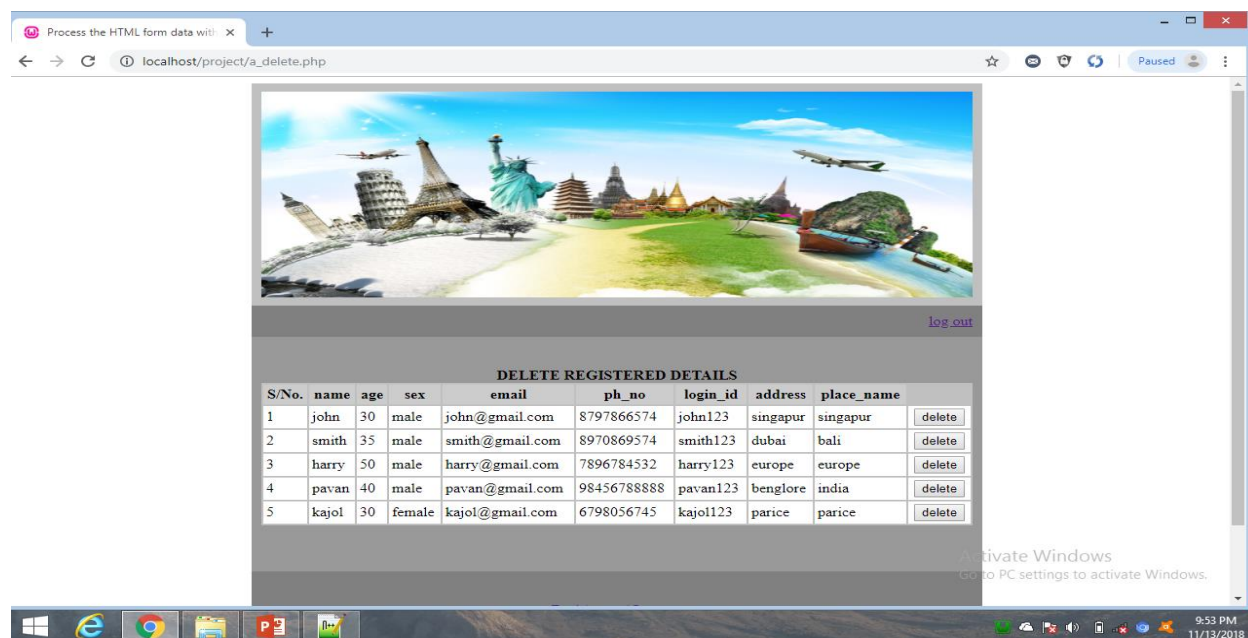 Process the HTML form data with
localhost/project/a_delete.php
Paused
log out
DELETE REGISTERED DETAILS
S/No. name age sex email ph_no login_id address place_name
1 john 30 male john@gmail.com 8797866574 john123 singapur singapur delete
2 smith 35 male smith@gmail.com 8970869574 smith123 dubai bali delete
3 harry 50 male harry@gmail.com 7896784532 harry123 europe europe delete
4 pavan 40 male pavan@gmail.com 98456788888 pavan123 benglore india delete
5 kajol 30 female kajol@gmail.com 6798056745 kajol123 parice parice delete
Activate Windows
Go to PC settings to activate Windows.
9:53 PM